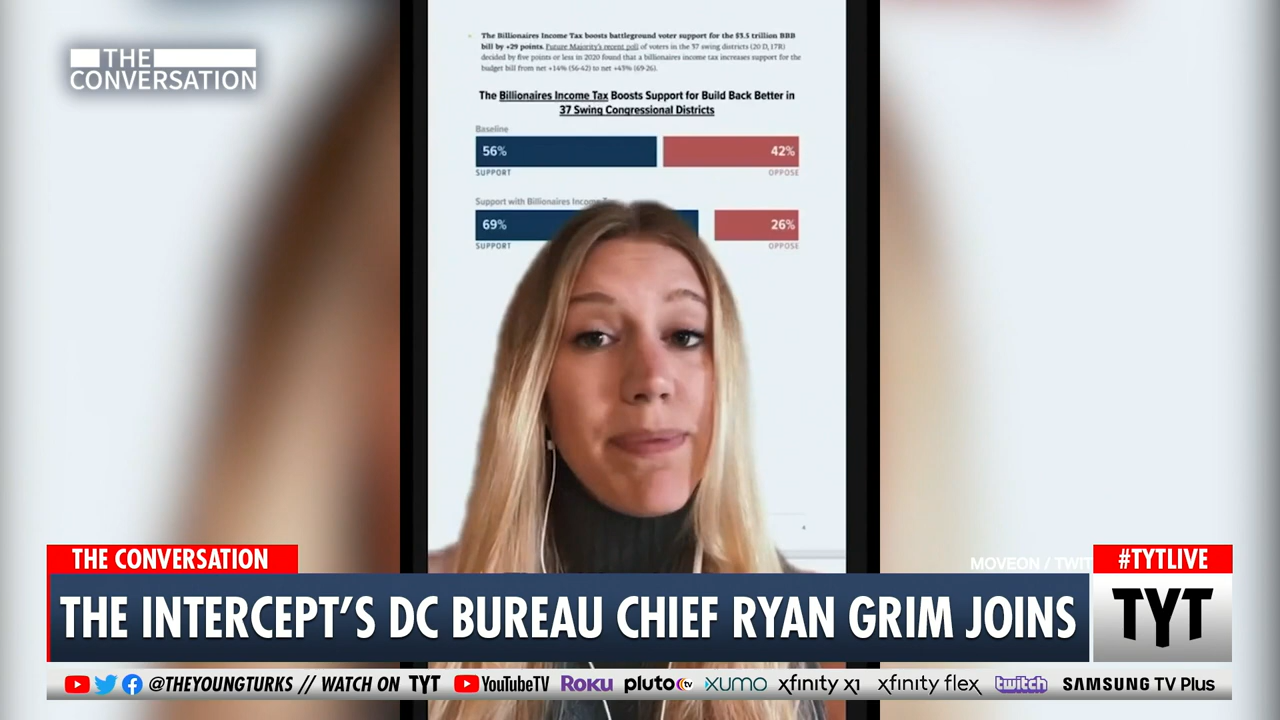 THE
CONVERSATION
The Billionaires Income Tax boosts battleground voter support for the $3.5 trillion BBB
bill by +29 points. Future Majority's recent poll of voters in the 37 swing districts (20 D, 17R)
decided by five points or less in 2020 found that a billionaires income tax increases support for the
budget bill from net +14% (56-42) to net +43% (69-26).
The Billionaires Income Tax Boosts Support for Build Back Better in
37 Swing Congressional Districts
Baseline
56% 42%
SUPPORT OPPOSE
Support with Billionaires Income
69% 26%
SUPPORT OPPOSE
THE CONVERSATION
MOVEON / TWIT
#TYTLIVE
THE INTERCEPT'S DC BUREAU CHIEF RYAN GRIM JOINS
TYT
@THEYOUNGTURKS // WATCH ON TYT YouTubeTV Roku pluto tv XUMO xfinity x1 xfinity flex twitch SAMSUNG TV Plus